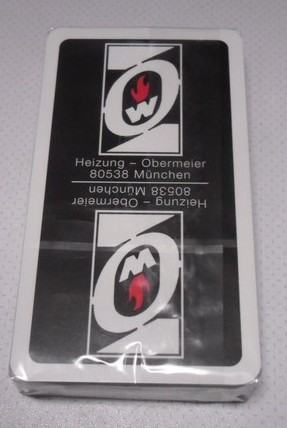 W
Heizung – Obermeier
80538 München
80538 München
Heizung – Obermeier
W